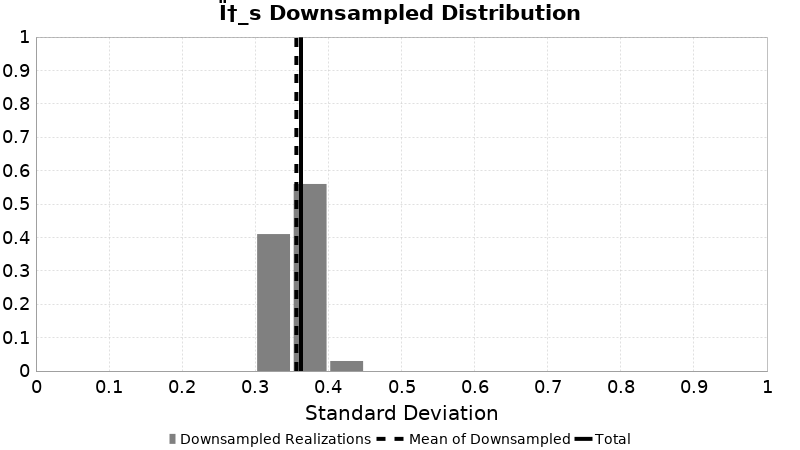 Ï†_s Downsampled Distribution
1
0.9
0.8
0.7
0.6
0.5
0.4
0.3
0.2
0.1
0
0 0.1 0.2 0.3 0.4 0.5 0.6 0.7 0.8 0.9 1
Standard Deviation
Downsampled Realizations Mean of Downsampled Total